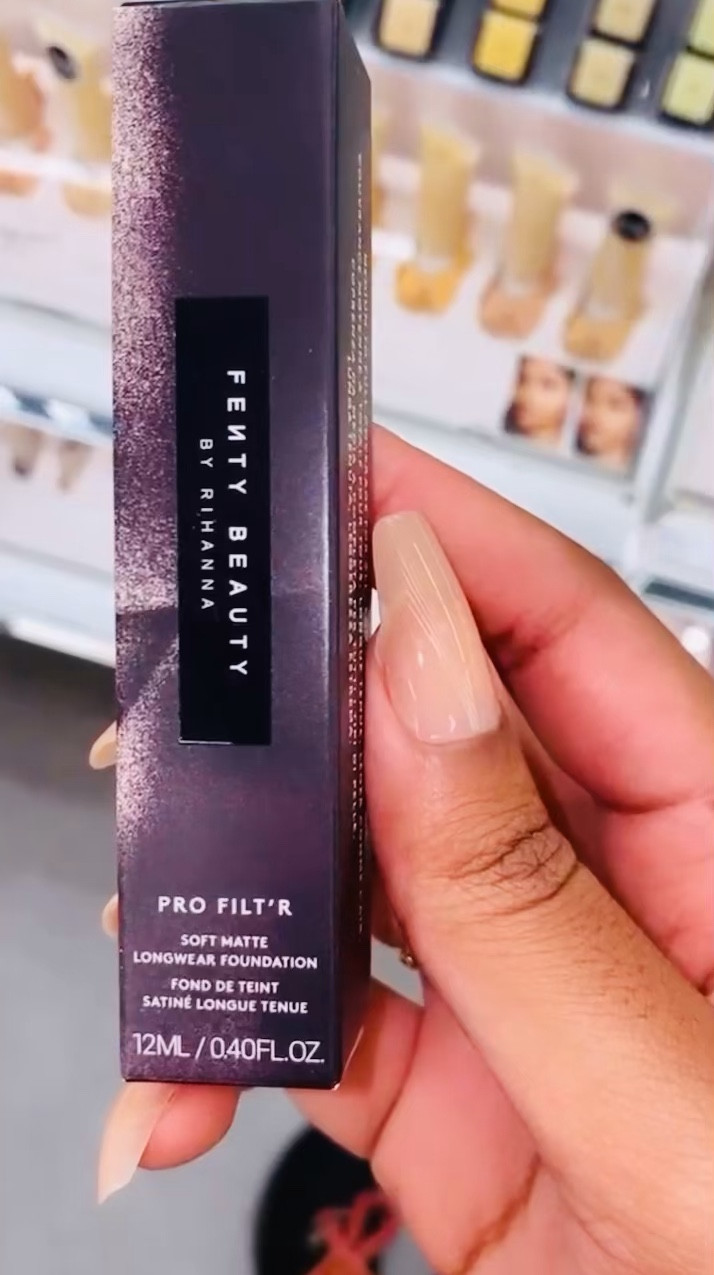 FEИTY BEAUTY
BY RIHANNA
PRO FILT'R
SOFT MATTE
LONGWEAR FOUNDATION
FOND DE TEINT
SATINÉ LONGUE TENUE
12ML / 0.40FL.OZ.